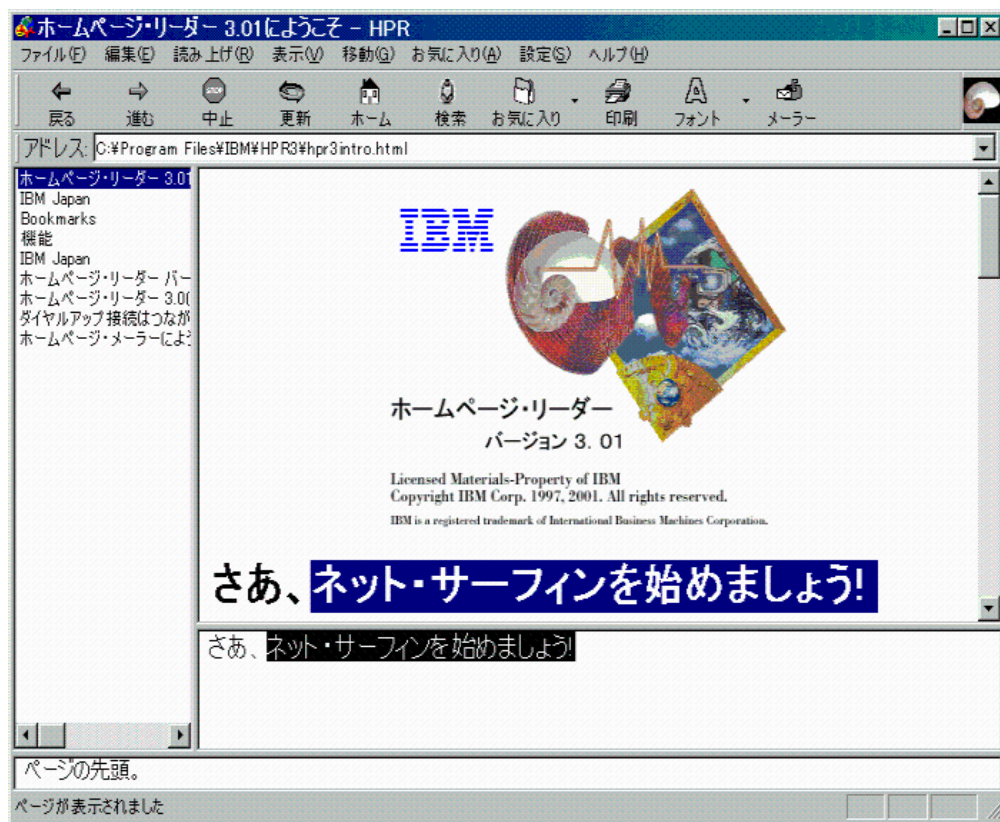 ホームページ・リーダー 3.01にようこそ - HPR
ファイル(F) 編集(E) 読み上げ(R) 表示(V) 移動(G) お気に入り(A) 設定(S) ヘルプ(H)
戻る 進む 中止 更新 ホーム 検索 お気に入り 印刷 フォント メーラー
アドレス: C:¥Program Files¥IBM¥HPR3¥hpr3intro.html
ホームページ・リーダー 3.01
IBM Japan
Bookmarks
機能
IBM Japan
ホームページ・リーダー バー
ホームページ・リーダー 3.0(
ダイヤルアップ接続はつなが
ホームページ・メーラーによ
IBM
ホームページ・リーダー
バージョン 3. 01
Licensed Materials-Property of IBM
Copyright IBM Corp. 1997, 2001. All rights reserved.
IBM is a registered trademark of International Business Machines Corporation.
さあ、ネット・サーフィンを始めましょう!
さあ、ネット・サーフィンを始めましょう!
ページの先頭。
ページが表示されました